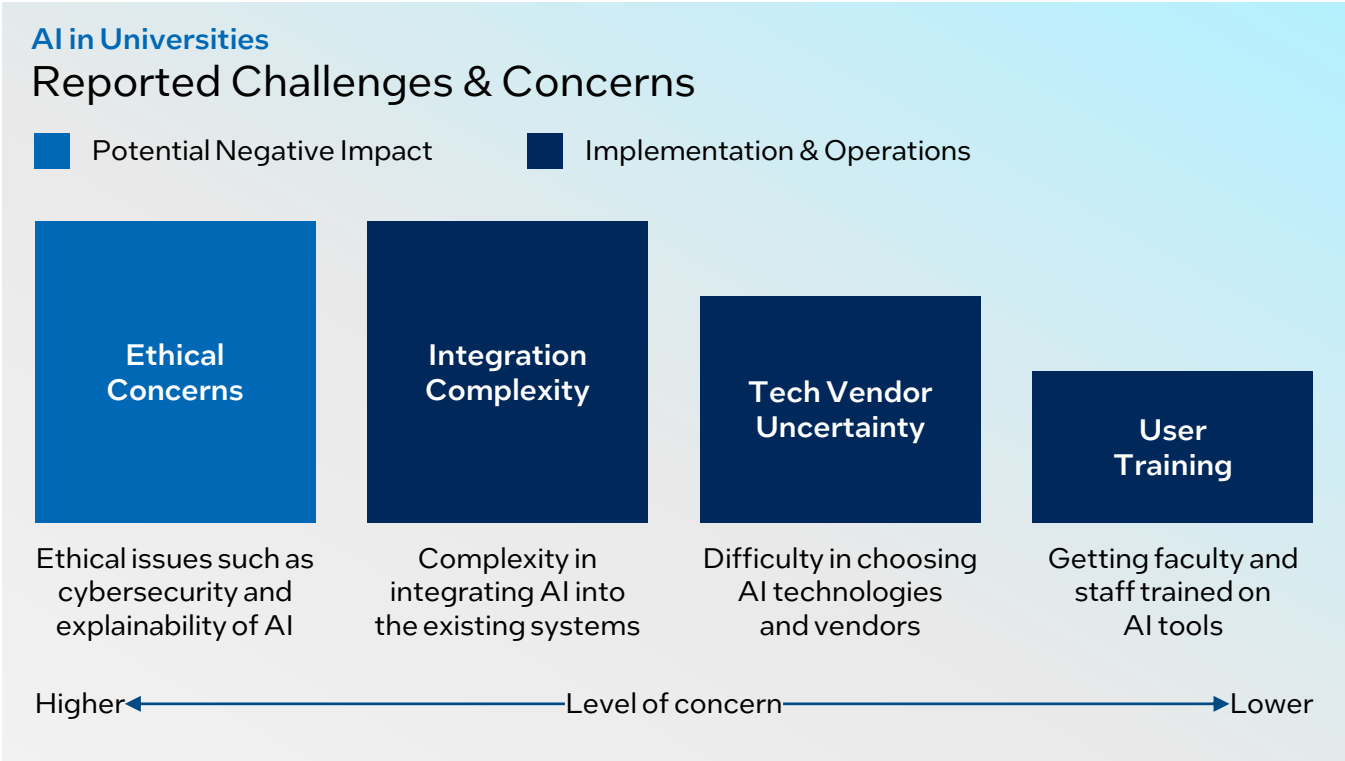 AI in Universities
Reported Challenges & Concerns
Potential Negative Impact
Implementation & Operations
Ethical
Concerns
Integration
Complexity
Tech Vendor
Uncertainty
User
Training
Ethical issues such as
cybersecurity and
explainability of AI
Complexity in
integrating AI into
the existing systems
Difficulty in choosing
AI technologies
and vendors
Getting faculty and
staff trained on
AI tools
Higher
Level of concern
Lower